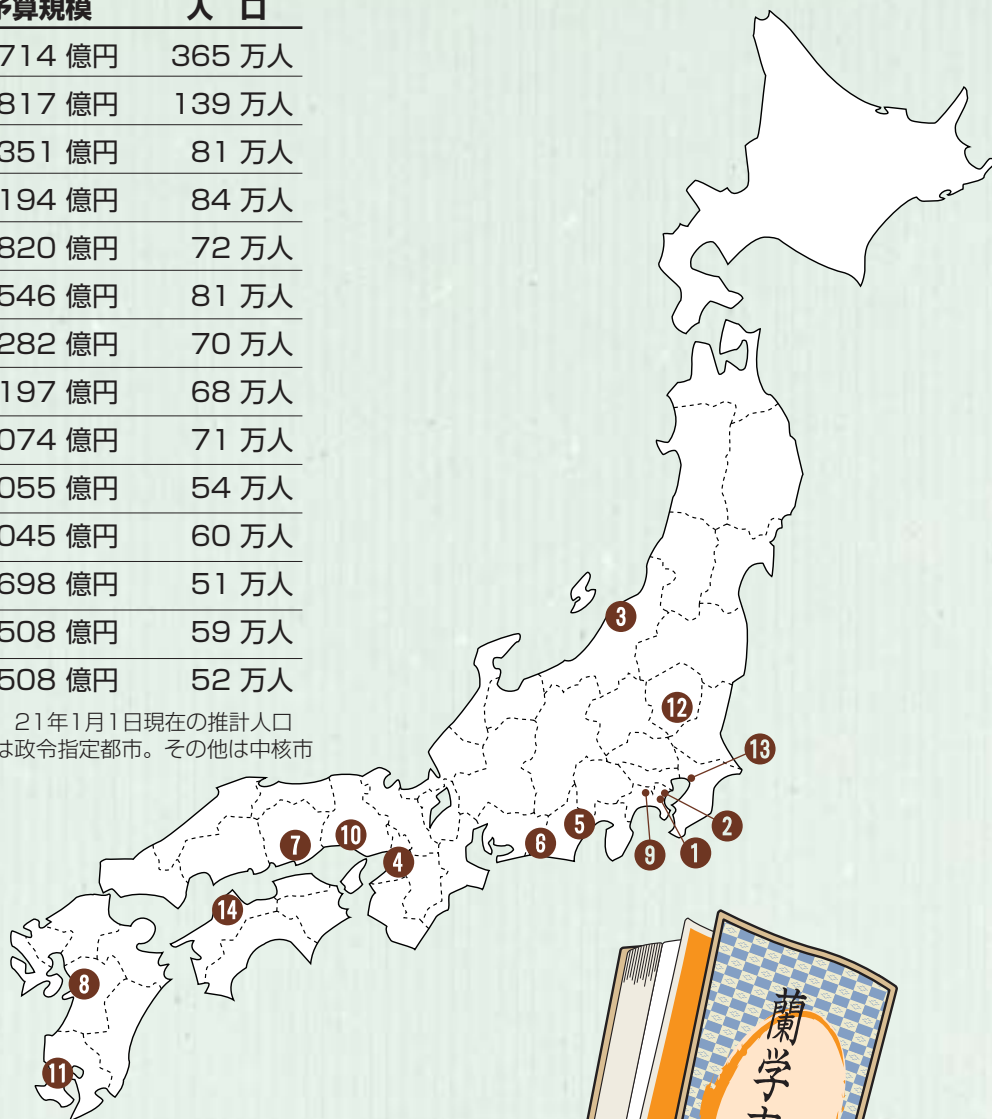 予算規模 人口
714 億円 365 万人
817 億円 139 万人
351 億円 81 万人
194 億円 84 万人
820 億円 72 万人
546 億円 81 万人
282 億円 70 万人
197 億円 68 万人
074 億円 71 万人
055 億円 54 万人
045 億円 60 万人
698 億円 51 万人
508 億円 59 万人
508 億円 52 万人
21年1月1日現在の推計人口
は政令指定都市。その他は中核市
3
12
13
5
2
6
10
7
9
1
4
14
8
11
蘭学